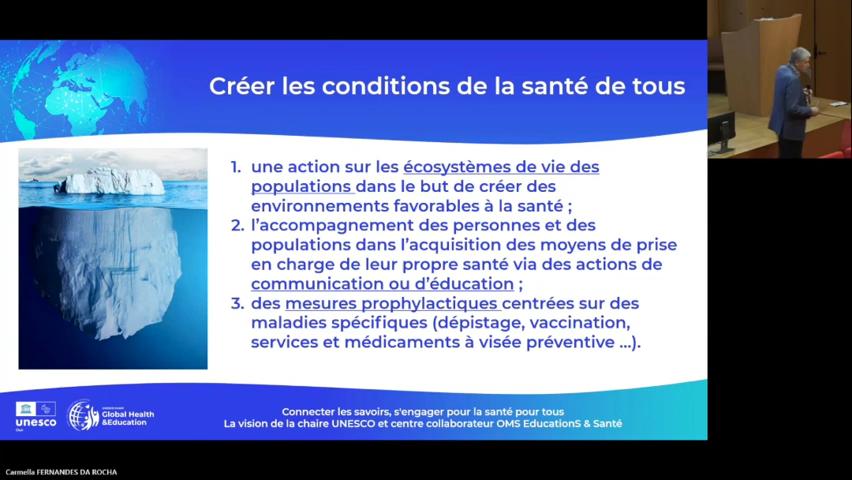 Créer les conditions de la santé de tous
1. une action sur les écosystèmes de vie des
populations dans le but de créer des
environnements favorables à la santé ;
2. l'accompagnement des personnes et des
populations dans l'acquisition des moyens de prise
en charge de leur propre santé via des actions de
communication ou d'éducation ;
3. des mesures prophylactiques centrées sur des
maladies spécifiques (dépistage, vaccination,
services et médicaments à visée préventive ...).
unesco
Global Health
&Education
Connecter les savoirs, s'engager pour la santé pour tous
La vision de la chaire UNESCO et centre collaborateur OMS EducationS & Santé
Carmella FERNANDES DA ROCHA